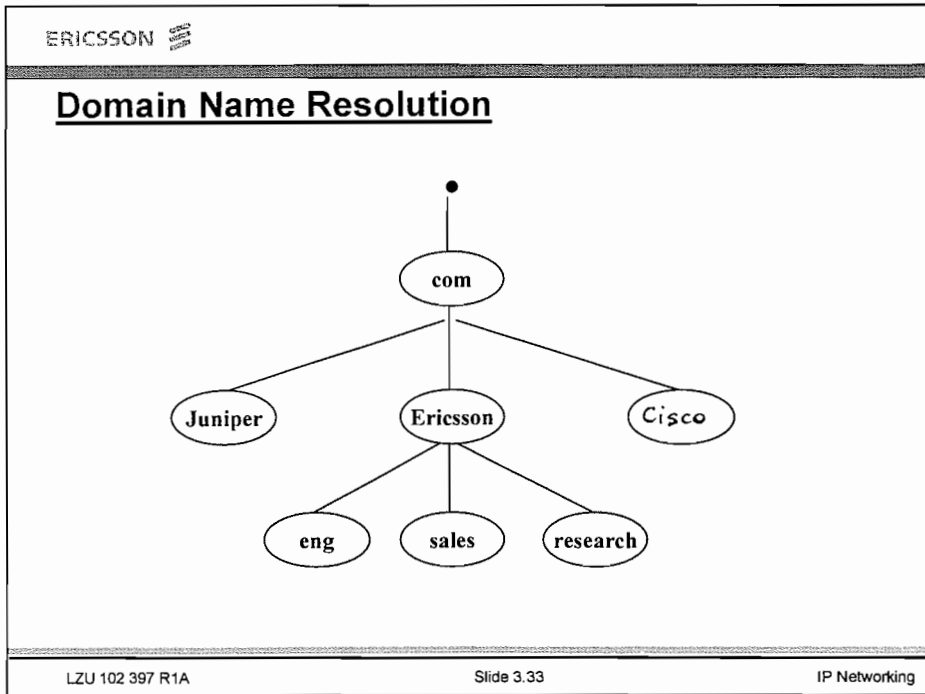 ERICSSON
Domain Name Resolution
com
Juniper Ericsson Cisco
eng sales research
LZU 102 397 R1A Slide 3.33 IP Networking